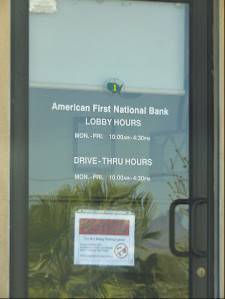 1
American First National Bank
LOBBY HOURS
MON.-FRI. 10:00AM-4:30PM
DRIVE-THRU HOURS
MON.-FRI. 10:00AM-4:30PM